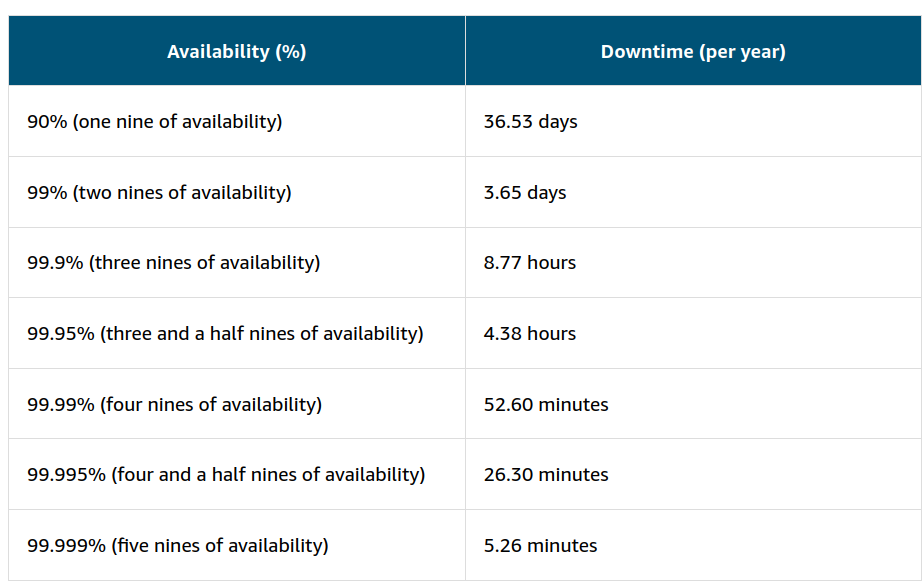 Availability (%) Downtime (per year)
90% (one nine of availability) 36.53 days
99% (two nines of availability) 3.65 days
99.9% (three nines of availability) 8.77 hours
99.95% (three and a half nines of availability) 4.38 hours
99.99% (four nines of availability) 52.60 minutes
99.995% (four and a half nines of availability) 26.30 minutes
99.999% (five nines of availability) 5.26 minutes